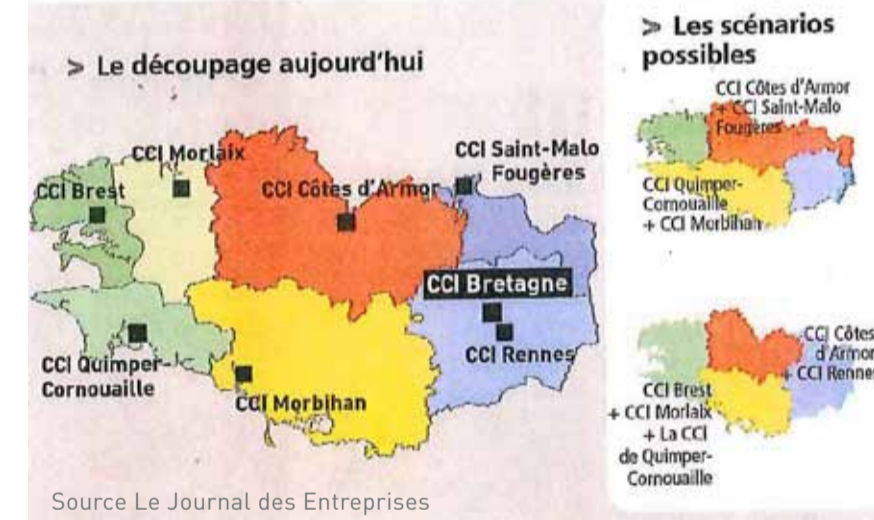 > Le découpage aujourd'hui
CCI Morlaix
CCI Brest
CCI Côtes d'Armor
CCI Saint-Malo
Fougères
CCI Bretagne
CCI Rennes
CCI Quimper-
Cornouaille
CCI Morbihan
Source Le Journal des Entreprises
> Les scénarios
possibles
CCI Côtes d'Armor
+ CCI Saint-Malo
Fougères
CCI Quimper-
Cornouaille
+ CCI Morbihan
CCI Côtes
d'Armor
+ CCI Rennes
CCI Brest
+ CCI Morlaix
+ La CCI
de Quimper-
Cornouaille